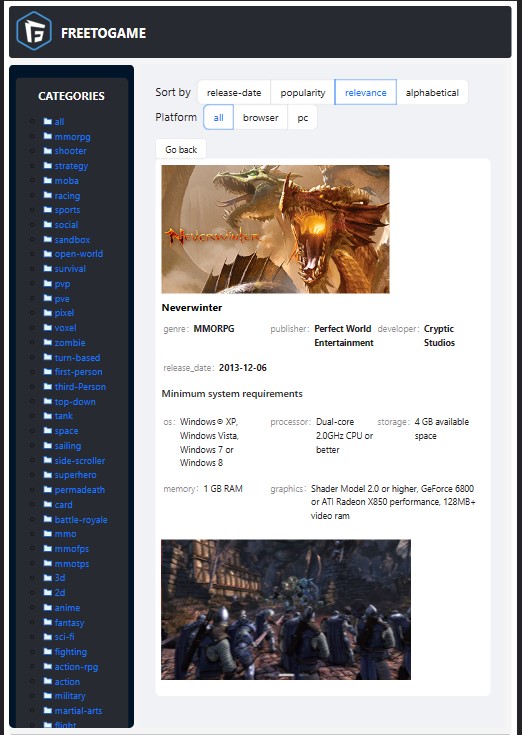 FREETOGAME
CATEGORIES
all
mmorpg
shooter
strategy
moba
racing
sports
social
sandbox
open-world
survival
pvp
pve
pixel
voxel
zombie
turn-based
first-person
third-Person
top-down
tank
space
sailing
side-scroller
superhero
permadeath
card
battle-royale
mmo
mmofps
mmotps
3d
2d
anime
fantasy
sci-fi
fighting
action-rpg
action
military
martial-arts
flight
Sort by release-date popularity relevance alphabetical
Platform all browser pc
Go back
NEVERWINTER
Neverwinter
genre: MMORPG publisher: Perfect World developer: Cryptic
Entertainment Studios
release_date: 2013-12-06
Minimum system requirements
os: Windows® XP, processor: Dual-core storage: 4 GB available
Windows Vista, 2.0GHz CPU or space
Windows 7 or better
Windows 8
memory: 1 GB RAM graphics: Shader Model 2.0 or higher, GeForce 6800
or ATI Radeon X850 performance, 128MB+
video ram